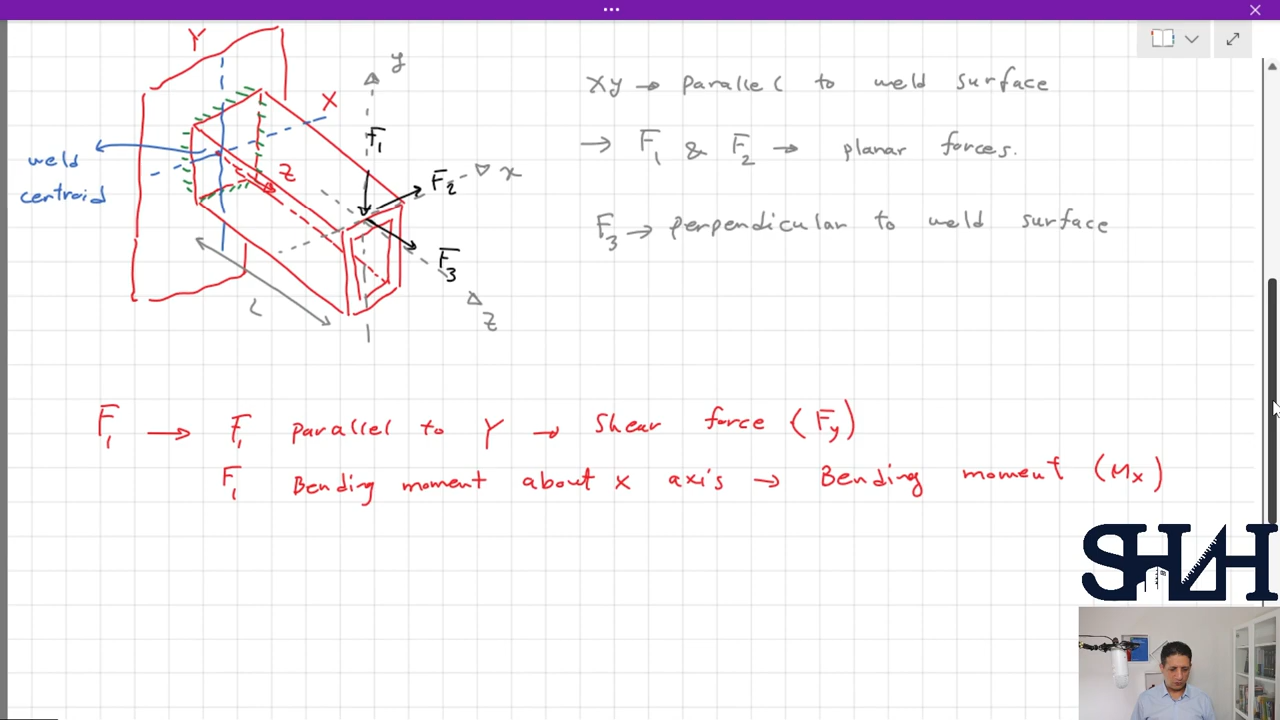 Y
y
X
F1
weld
centroid
Z
F2
x
F3
L
z
xy → parallel to weld surface
→ F1 & F2 → planar forces.
F3 → perpendicular to weld surface
F1 → F1 parallel to Y → Shear force (Fy)
F1 Bending moment about x axis → Bending moment (Mx)
SHLH